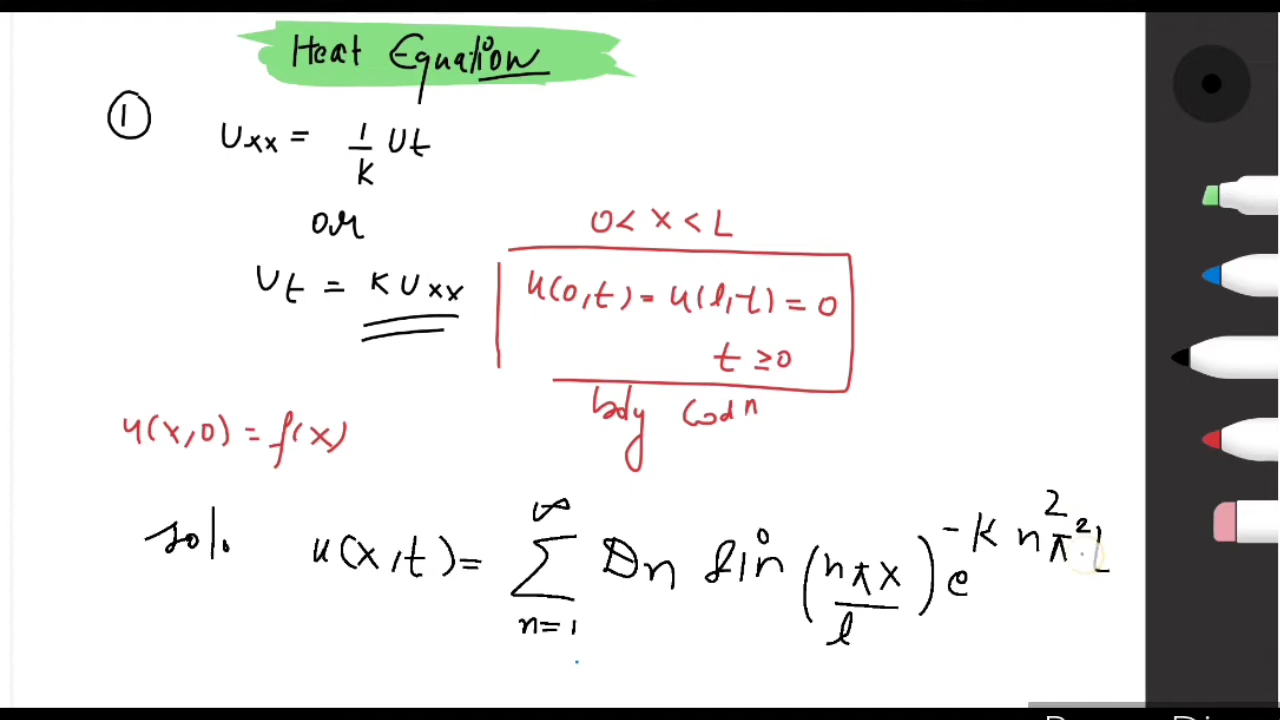 Heat Equation
① Uxx = 1/K Ut
or
0 < x < L
Ut = K Uxx
u(0,t) = u(l,t) = 0
t ≥ 0
bdy Codⁿ
u(x,0) = f(x)
sol. u(x,t) = ∞ Σ n=1 Dn sin (nπx/l) e^-K n²π²